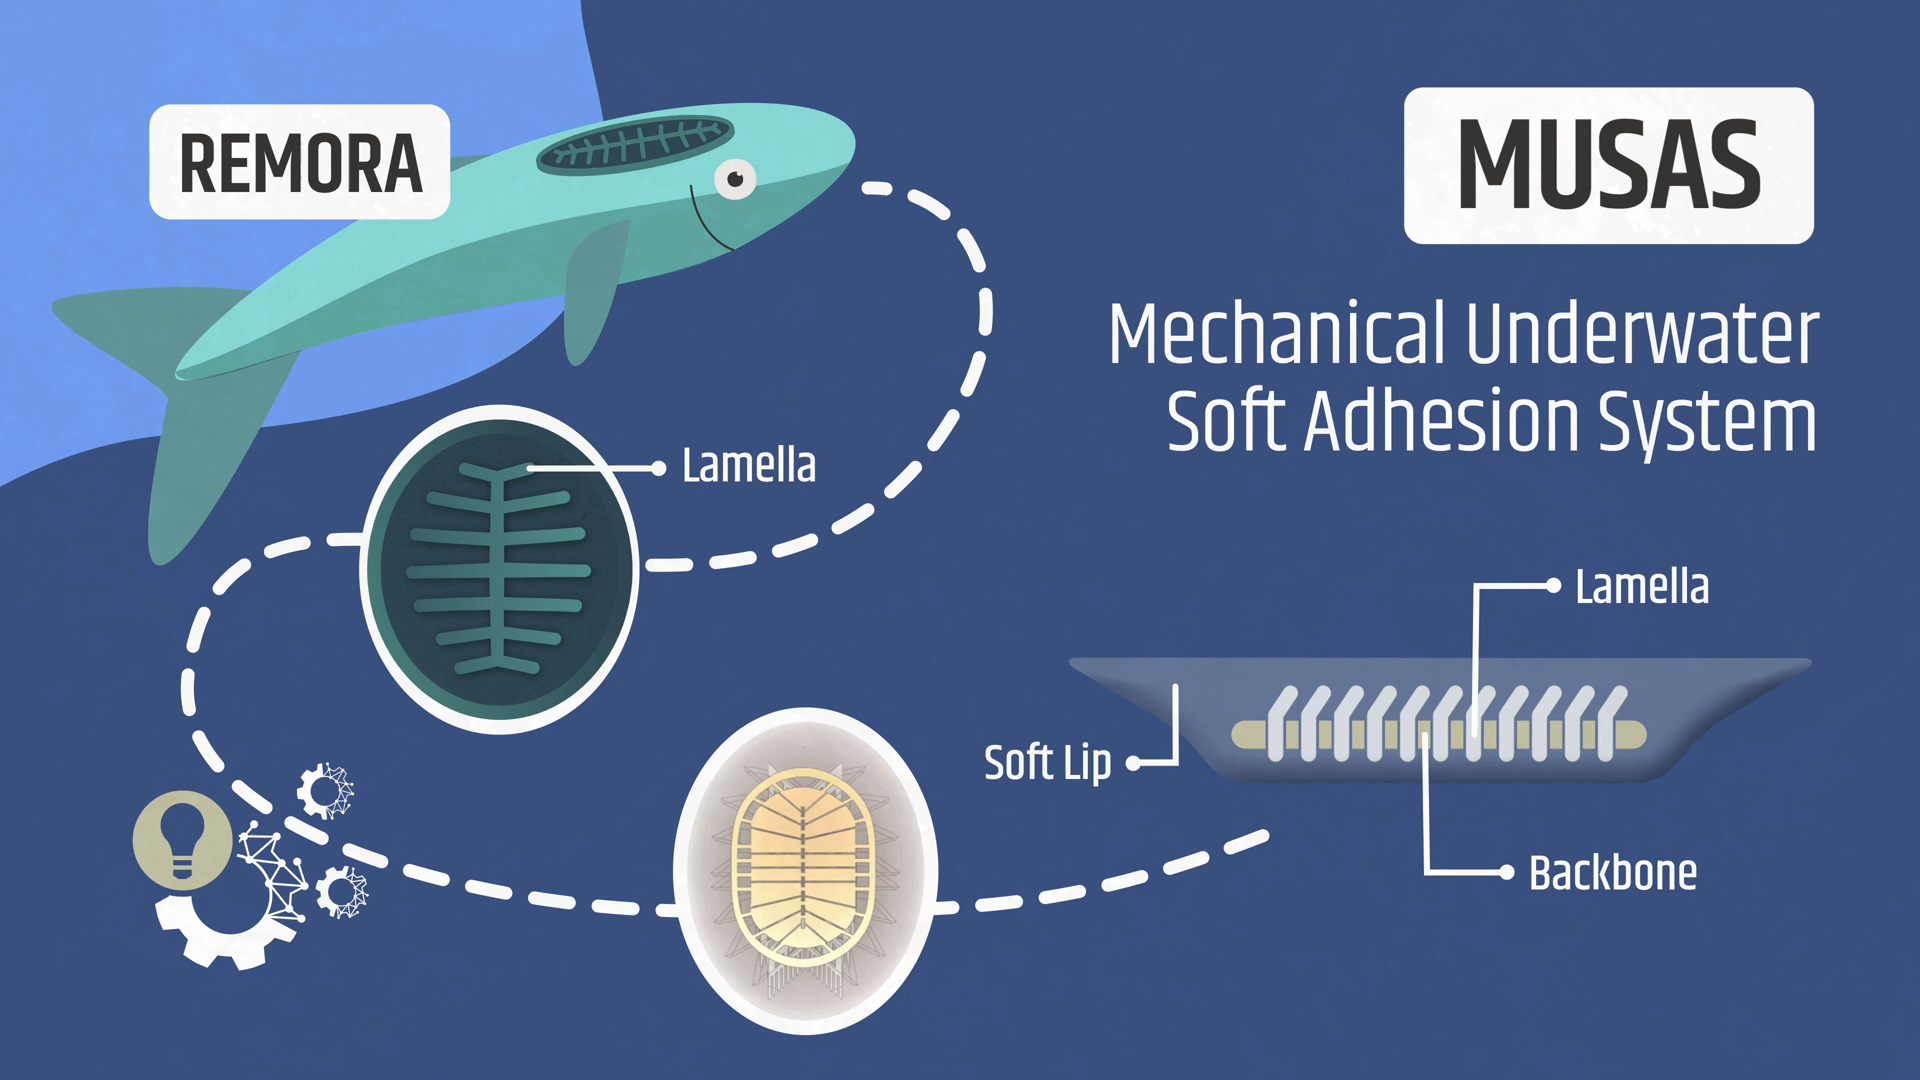 REMORA
MUSAS
Mechanical Underwater
Soft Adhesion System
Lamella
Lamella
Soft Lip
Backbone